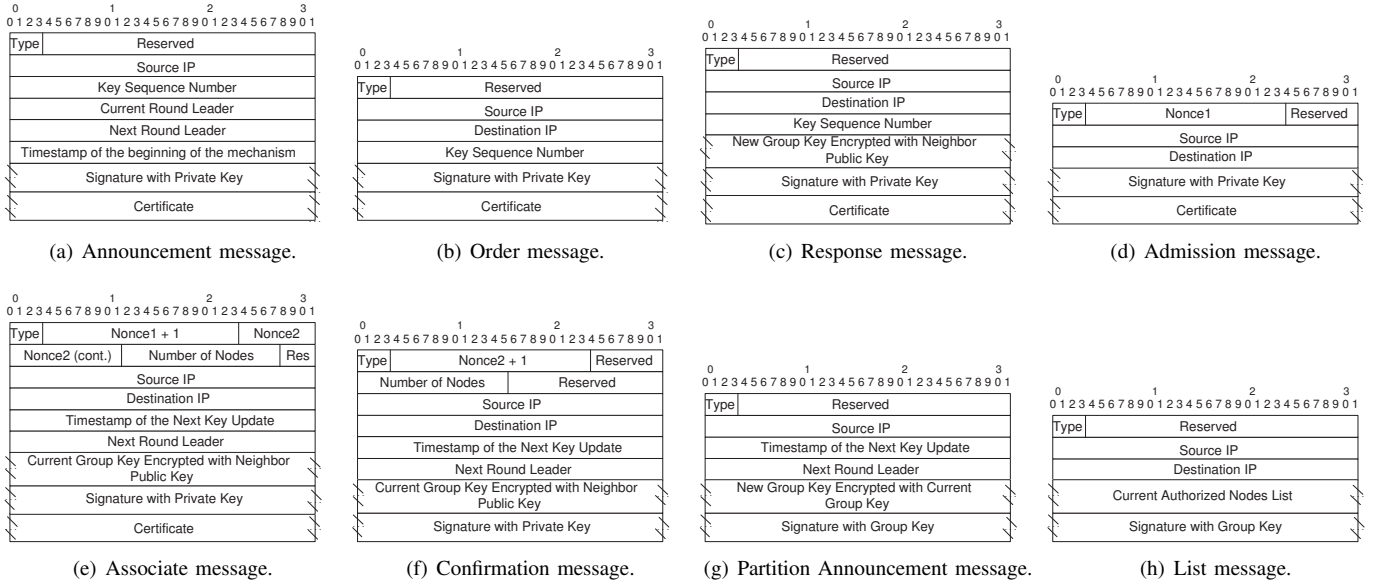 0 1 2 3
0 1 2 3 4 5 6 7 8 9 0 1 2 3 4 5 6 7 8 9 0 1 2 3 4 5 6 7 8 9 0 1
Type Reserved
Source IP
Key Sequence Number
Current Round Leader
Next Round Leader
Timestamp of the beginning of the mechanism
Signature with Private Key
Certificate
(a) Announcement message.
0 1 2 3
0 1 2 3 4 5 6 7 8 9 0 1 2 3 4 5 6 7 8 9 0 1 2 3 4 5 6 7 8 9 0 1
Type Reserved
Source IP
Destination IP
Key Sequence Number
Signature with Private Key
Certificate
(b) Order message.
0 1 2 3
0 1 2 3 4 5 6 7 8 9 0 1 2 3 4 5 6 7 8 9 0 1 2 3 4 5 6 7 8 9 0 1
Type Reserved
Source IP
Destination IP
Key Sequence Number
New Group Key Encrypted with Neighbor
Public Key
Signature with Private Key
Certificate
(c) Response message.
0 1 2 3
0 1 2 3 4 5 6 7 8 9 0 1 2 3 4 5 6 7 8 9 0 1 2 3 4 5 6 7 8 9 0 1
Type Nonce1 Reserved
Source IP
Destination IP
Signature with Private Key
Certificate
(d) Admission message.
0 1 2 3
0 1 2 3 4 5 6 7 8 9 0 1 2 3 4 5 6 7 8 9 0 1 2 3 4 5 6 7 8 9 0 1
Type Nonce1 + 1 Nonce2
Nonce2 (cont.) Number of Nodes Res
Source IP
Destination IP
Timestamp of the Next Key Update
Next Round Leader
Current Group Key Encrypted with Neighbor
Public Key
Signature with Private Key
Certificate
(e) Associate message.
0 1 2 3
0 1 2 3 4 5 6 7 8 9 0 1 2 3 4 5 6 7 8 9 0 1 2 3 4 5 6 7 8 9 0 1
Type Nonce2 + 1 Reserved
Number of Nodes Reserved
Source IP
Destination IP
Timestamp of the Next Key Update
Next Round Leader
Current Group Key Encrypted with Neighbor
Public Key
Signature with Private Key
(f) Confirmation message.
0 1 2 3
0 1 2 3 4 5 6 7 8 9 0 1 2 3 4 5 6 7 8 9 0 1 2 3 4 5 6 7 8 9 0 1
Type Reserved
Source IP
Timestamp of the Next Key Update
Next Round Leader
New Group Key Encrypted with Current
Group Key
Signature with Group Key
(g) Partition Announcement message.
0 1 2 3
0 1 2 3 4 5 6 7 8 9 0 1 2 3 4 5 6 7 8 9 0 1 2 3 4 5 6 7 8 9 0 1
Type Reserved
Source IP
Destination IP
Current Authorized Nodes List
Signature with Group Key
(h) List message.